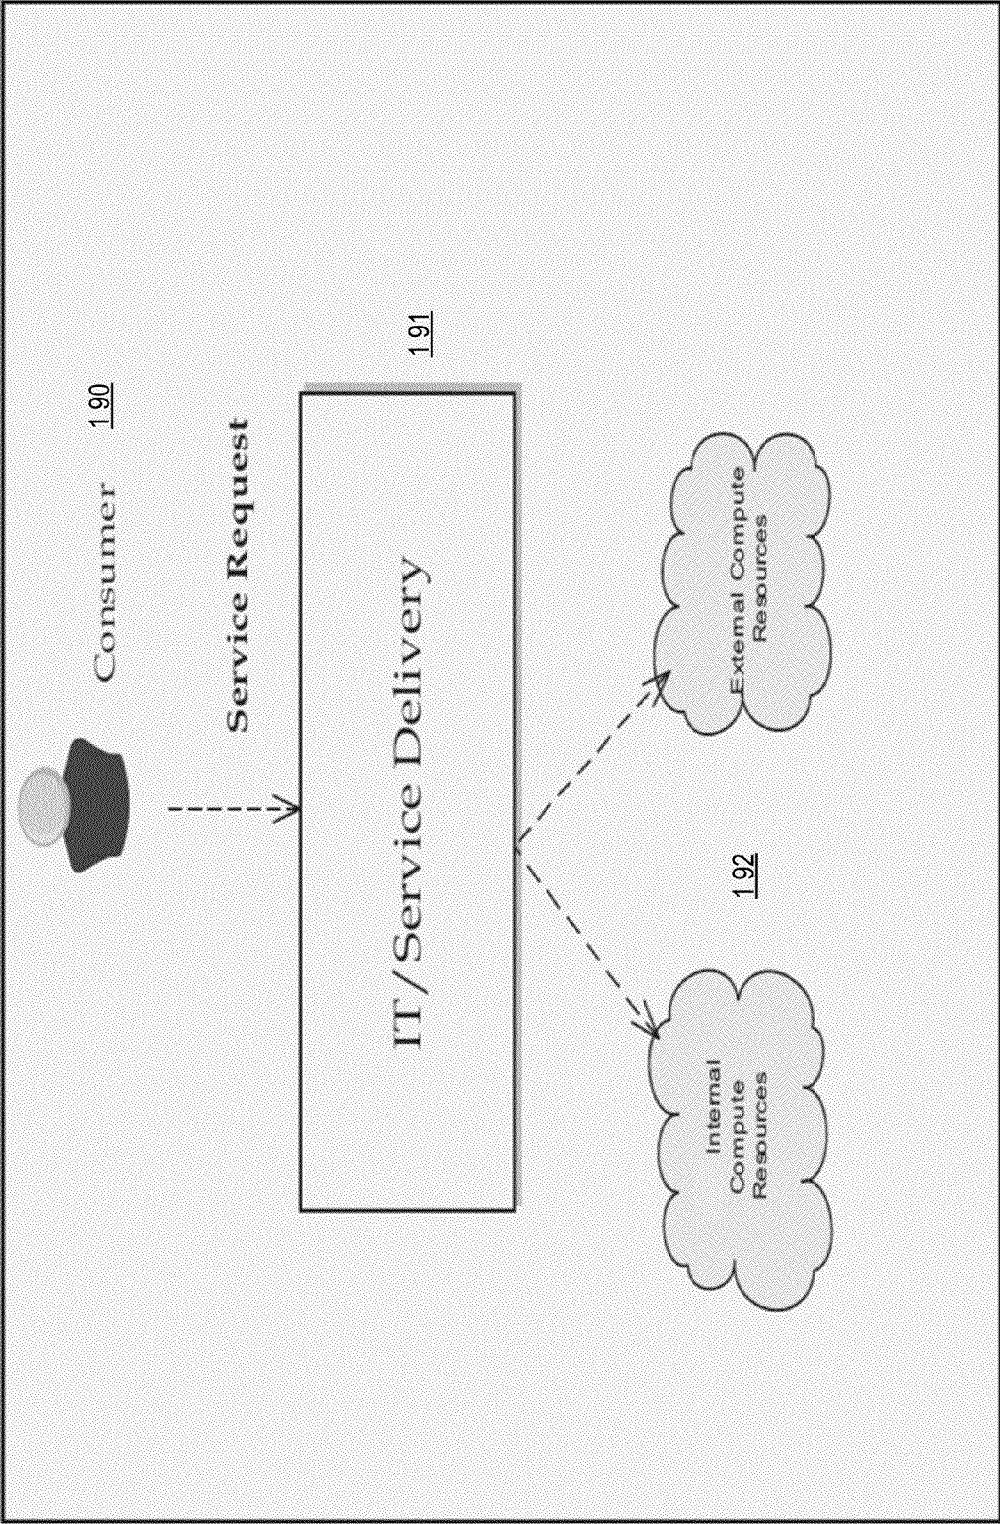 Consumer
190
Service Request
IT/Service Delivery
191
Internal
Compute
Resources
192
External Compute
Resources